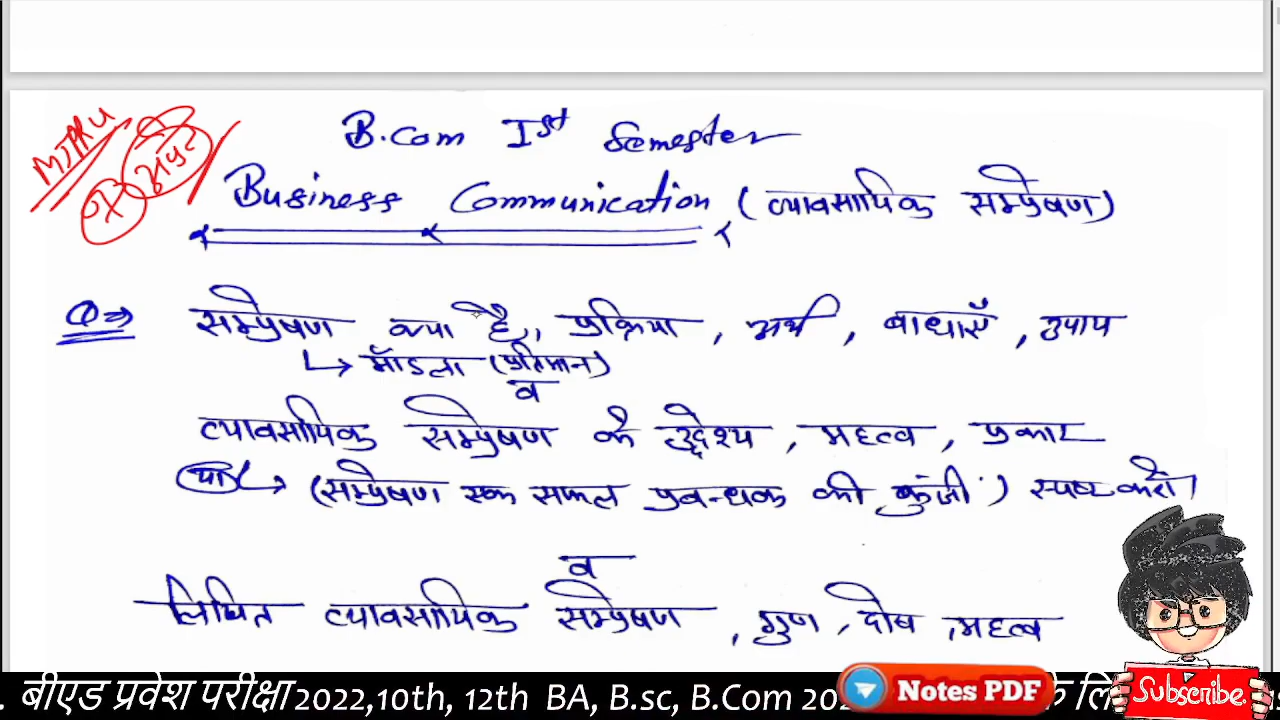 MJPRU
B.Com Ist Semester
Business Communication (व्यावसायिक सम्प्रेषण)
Q⇒ सम्प्रेषण क्या है,, प्रक्रिया, अर्थ, बाधाएँ, उपाय
↳ मॉडल (प्रतिमान)
व
व्यावसायिक सम्प्रेषण के उद्देश्य, महत्व, प्रकार
या ↳ (सम्प्रेषण एक सफल प्रबन्धक की कुंजी) स्पष्ट करो।
व
लिखित व्यावसायिक सम्प्रेषण, गुण, दोष, महत्व
. बीएड प्रवेश परीक्षा 2022,10th, 12th BA, B.sc, B.Com 202
Notes PDF
के लि
Subscribe